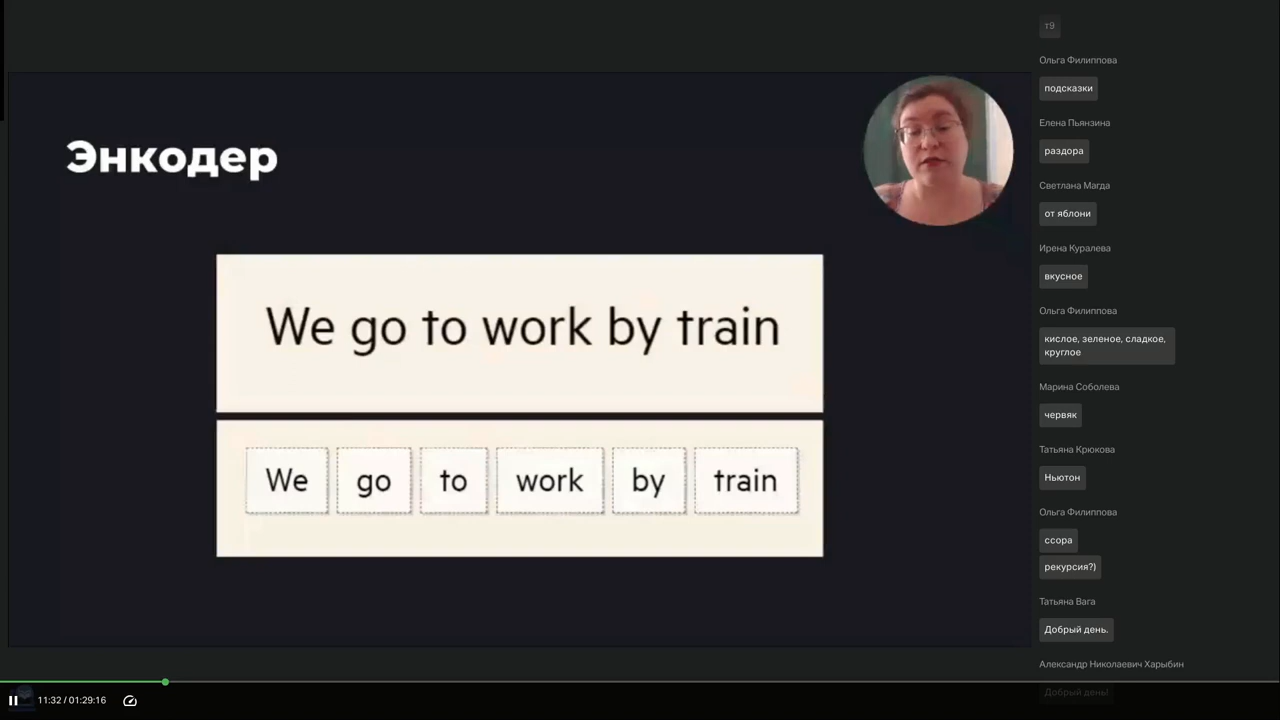 Энкодер
We go to work by train
We go to work by train
т9
Ольга Филиппова
подсказки
Елена Пьянзина
раздора
Светлана Магда
от яблони
Ирена Куралева
вкусное
Ольга Филиппова
кислое, зеленое, сладкое,
круглое
Марина Соболева
червяк
Татьяна Крюкова
Ньютон
Ольга Филиппова
ссора
рекурсия?)
Татьяна Вага
Добрый день.
Александр Николаевич Харыбин
Добрый день!
11:32 / 01:29:16